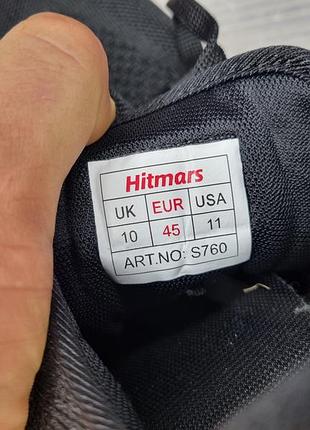 Hitmars
UK EUR USA
10 45 11
ART.NO: S760